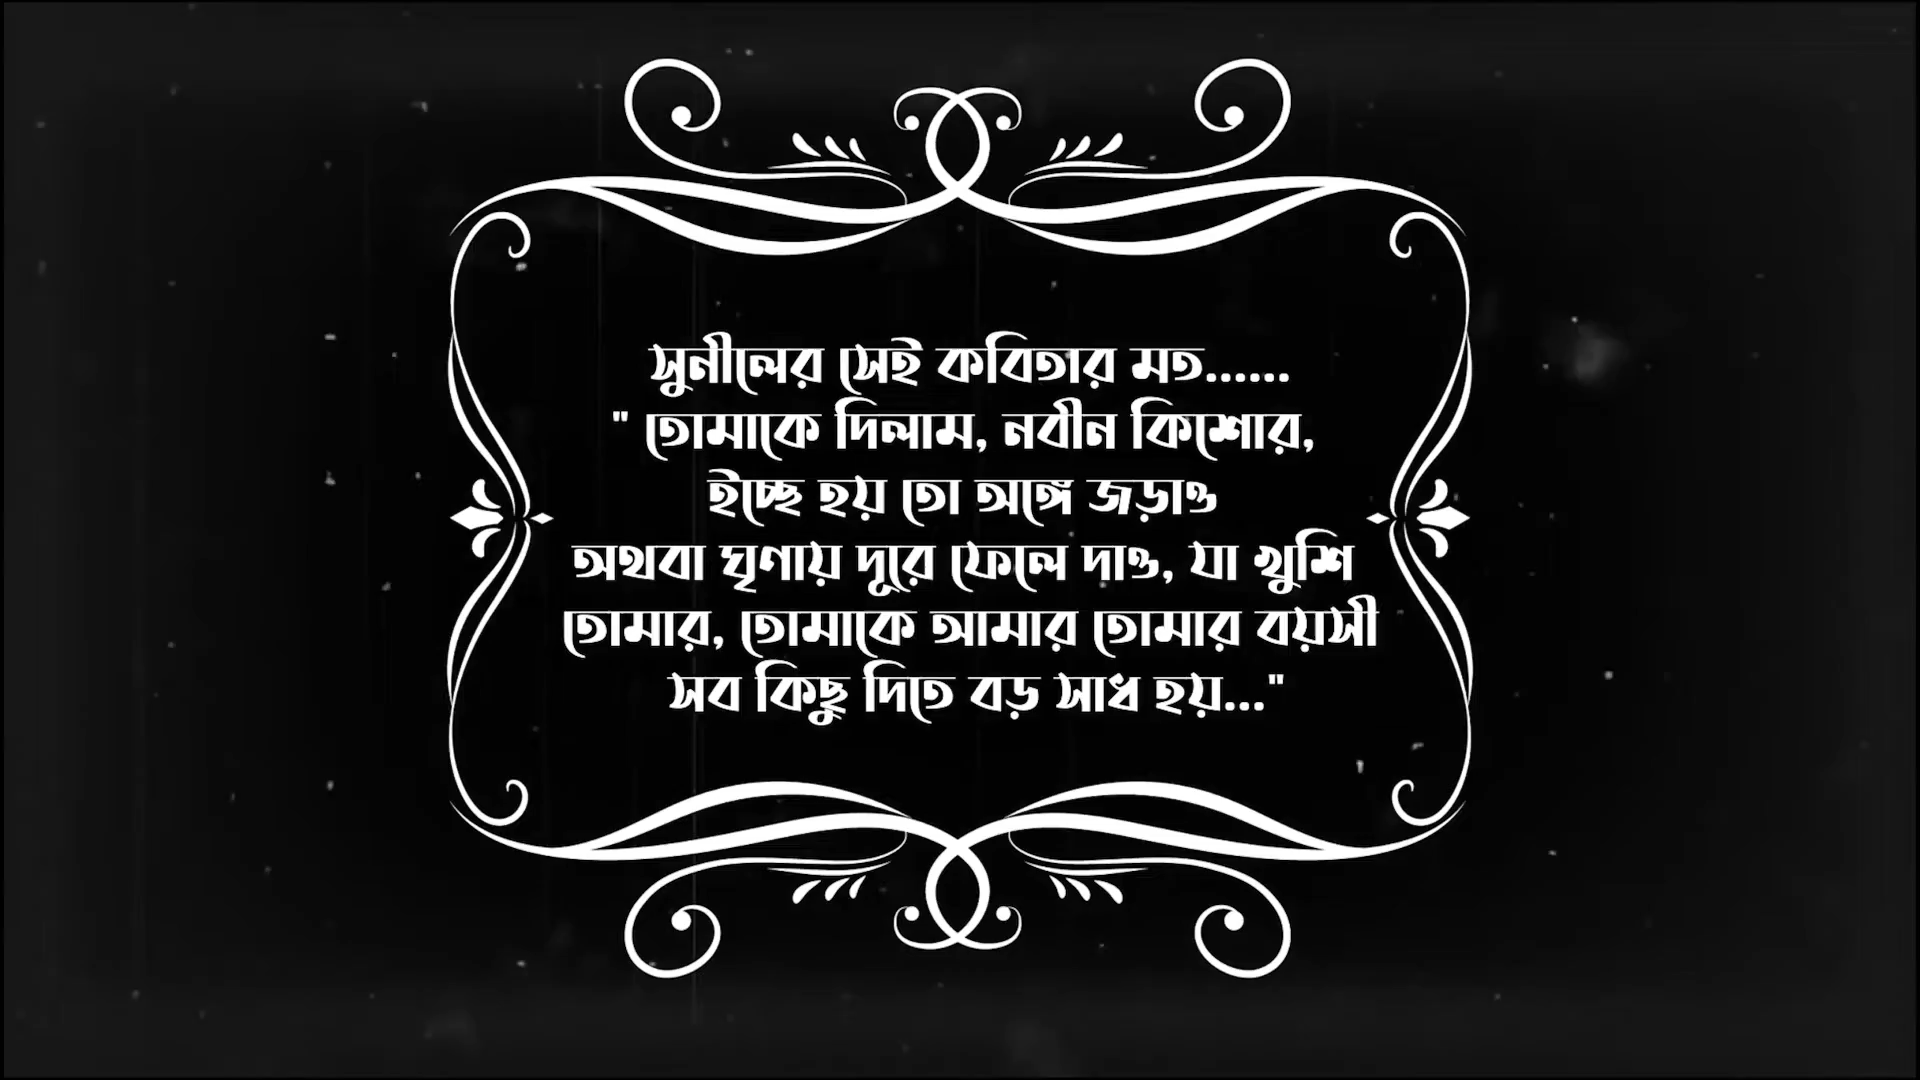 সুনীলের সেই কবিতার মত......
" তোমাকে দিলাম, নবীন কিশোর,
ইচ্ছে হয় তো অঙ্গে জড়াও
অথবা ঘৃণায় দূরে ফেলে দাও, যা খুশি
তোমার, তোমাকে আমার তোমার বয়সী
সব কিছু দিতে বড় সাধ হয়..."